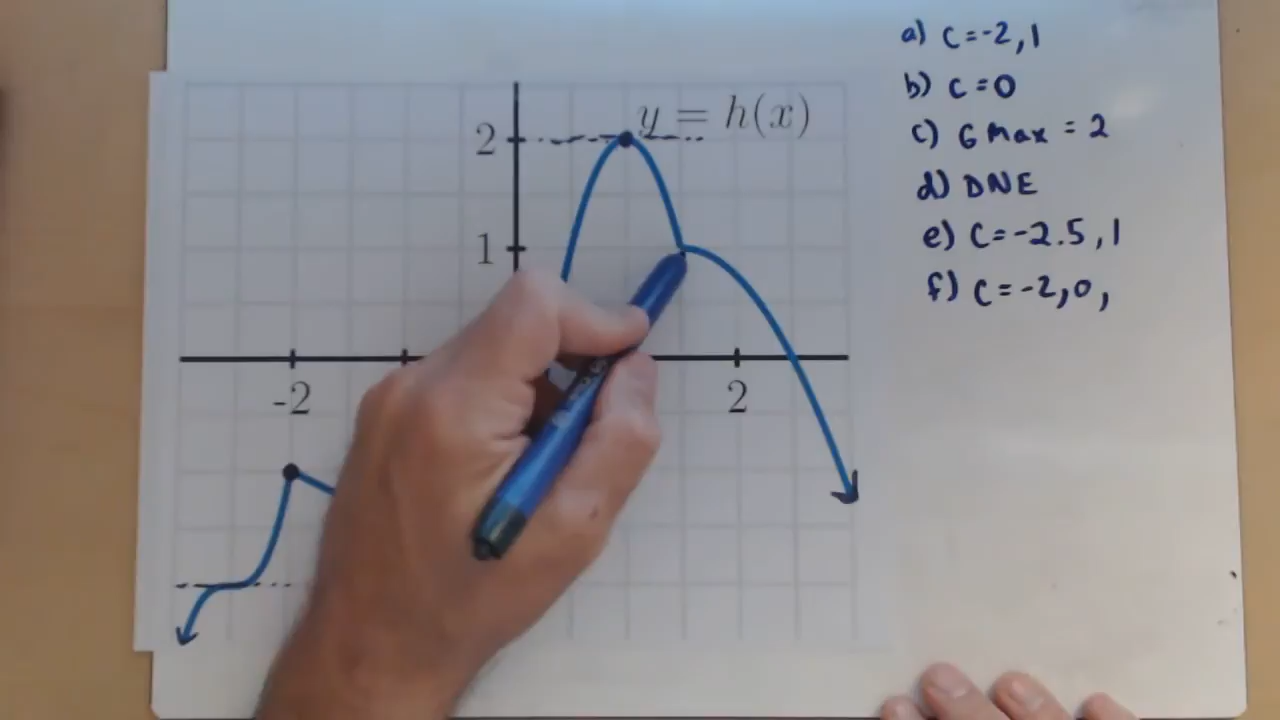 a) c=-2,1
y = h(x)
b) c=0
2
c) G max = 2
d) DNE
1
e) c=-2.5,1
f) c=-2,0,
-2
2